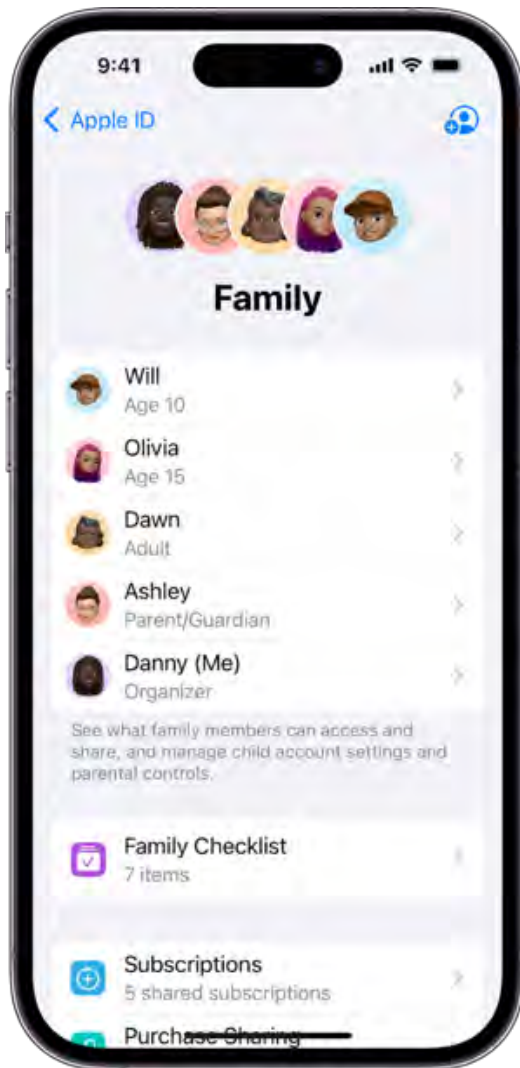 9:41
Apple ID
Family
Will
Age 10
Olivia
Age 15
Dawn
Adult
Ashley
Parent/Guardian
Danny (Me)
Organizer
See what family members can access and
share, and manage child account settings and
parental controls.
Family Checklist
7 items
Subscriptions
5 shared subscriptions
Purchase Sharing